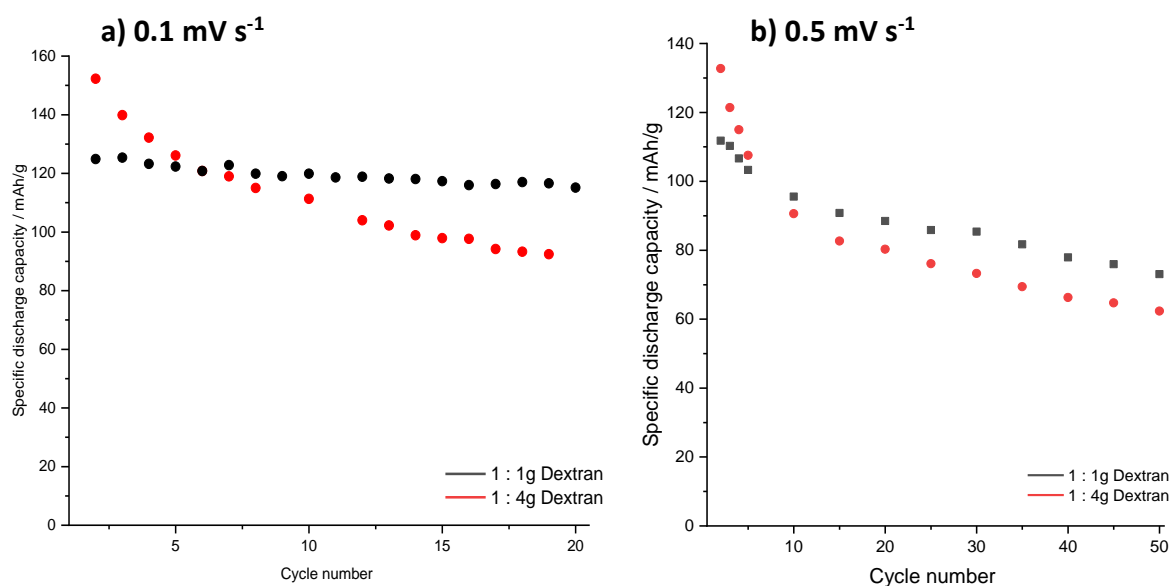 a) 0.1 mV s⁻¹
Specific discharge capacity / mAh/g
160
140
120
100
80
60
40
20
0
5
10
15
20
Cycle number
1 : 1g Dextran
1 : 4g Dextran
b) 0.5 mV s⁻¹
Specific discharge capacity / mAh/g
140
120
100
80
60
40
20
0
10
20
30
40
50
Cycle number
1 : 1g Dextran
1 : 4g Dextran